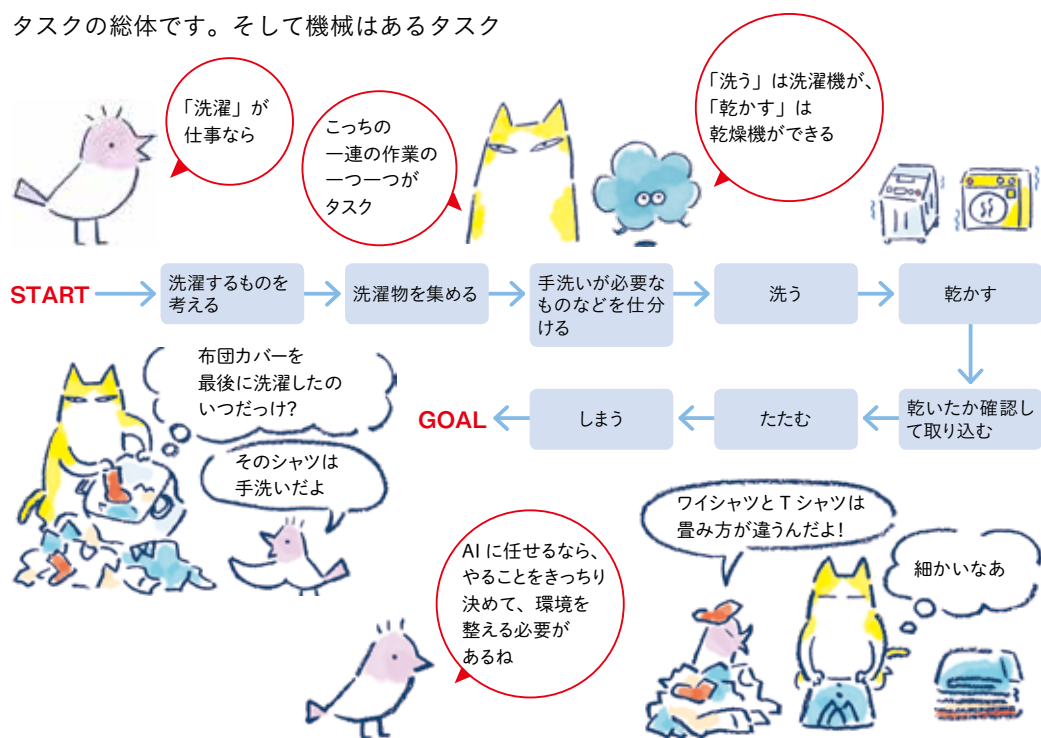 タスクの総体です。そして機械はあるタスク
「洗濯」が
仕事なら
こっちの
一連の作業の
一つ一つが
タスク
「洗う」は洗濯機が、
「乾かす」は
乾燥機ができる
START
洗濯するものを
考える
洗濯物を集める
手洗いが必要な
ものなどを仕分
ける
洗う
乾かす
乾いたか確認し
て取り込む
たたむ
しまう
GOAL
布団カバーを
最後に洗濯したの
いつだっけ？
そのシャツは
手洗いだよ
AIに任せるなら、
やることをきっちり
決めて、環境を
整える必要が
あるね
ワイシャツとTシャツは
畳み方が違うんだよ！
細かいなあ